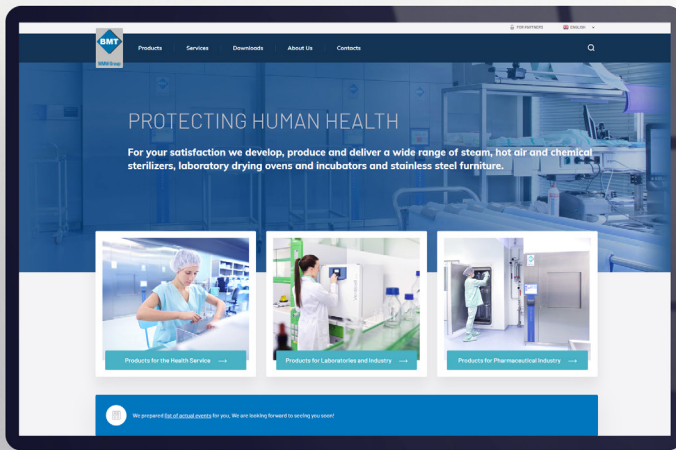 FOR PARTNERS
ENGLISH
BMT
MMM Group
Products
Services
Downloads
About Us
Contacts
PROTECTING HUMAN HEALTH
For your satisfaction we develop, produce and deliver a wide range of steam, hot air and chemical
sterilizers, laboratory drying ovens and incubators and stainless steel furniture.
Products for the Health Service
Products for Laboratories and Industry
Products for Pharmaceutical Industry
We prepared list of actual events for you, We are looking forward to seeing you soon!